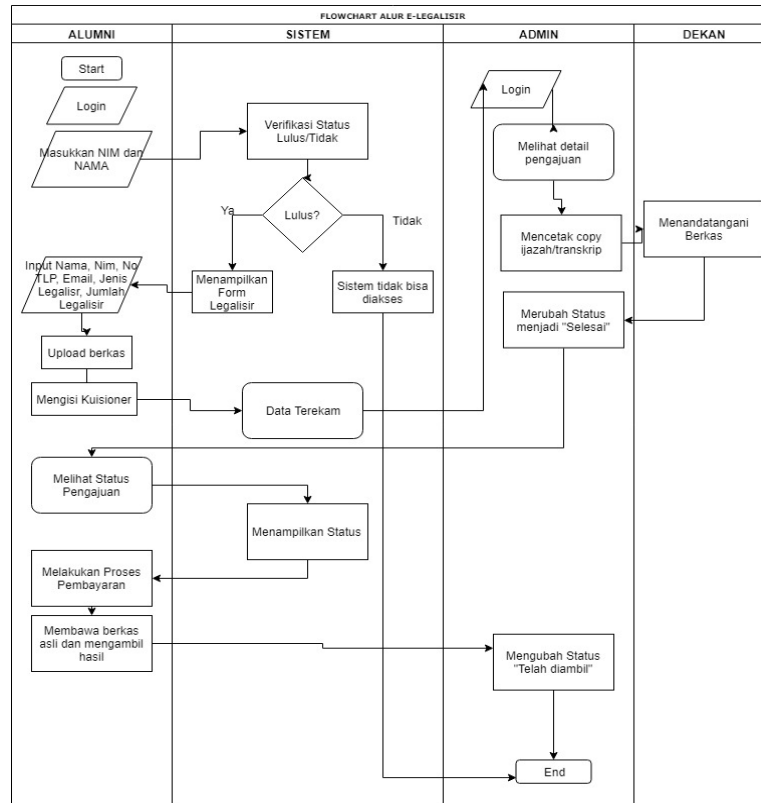 FLOWCHART ALUR E-LEGALISIR
ALUMNI
SISTEM
ADMIN
DEKAN
Start
Login
Masukkan NIM dan
NAMA
Verifikasi Status
Lulus/Tidak
Lulus?
Ya
Tidak
Menampilkan
Form
Legalisir
Sistem tidak bisa
diakses
Input Nama, Nim, No
TLP, Email, Jenis
Legalisr, Jumlah
Legalisir
Upload berkas
Mengisi Kuisioner
Data Terekam
Login
Melihat detail
pengajuan
Mencetak copy
ijazah/transkrip
Menandatangani
Berkas
Merubah Status
menjadi "Selesai"
Melihat Status
Pengajuan
Menampilkan Status
Melakukan Proses
Pembayaran
Membawa berkas
asli dan mengambil
hasil
Mengubah Status
"Telah diambil"
End